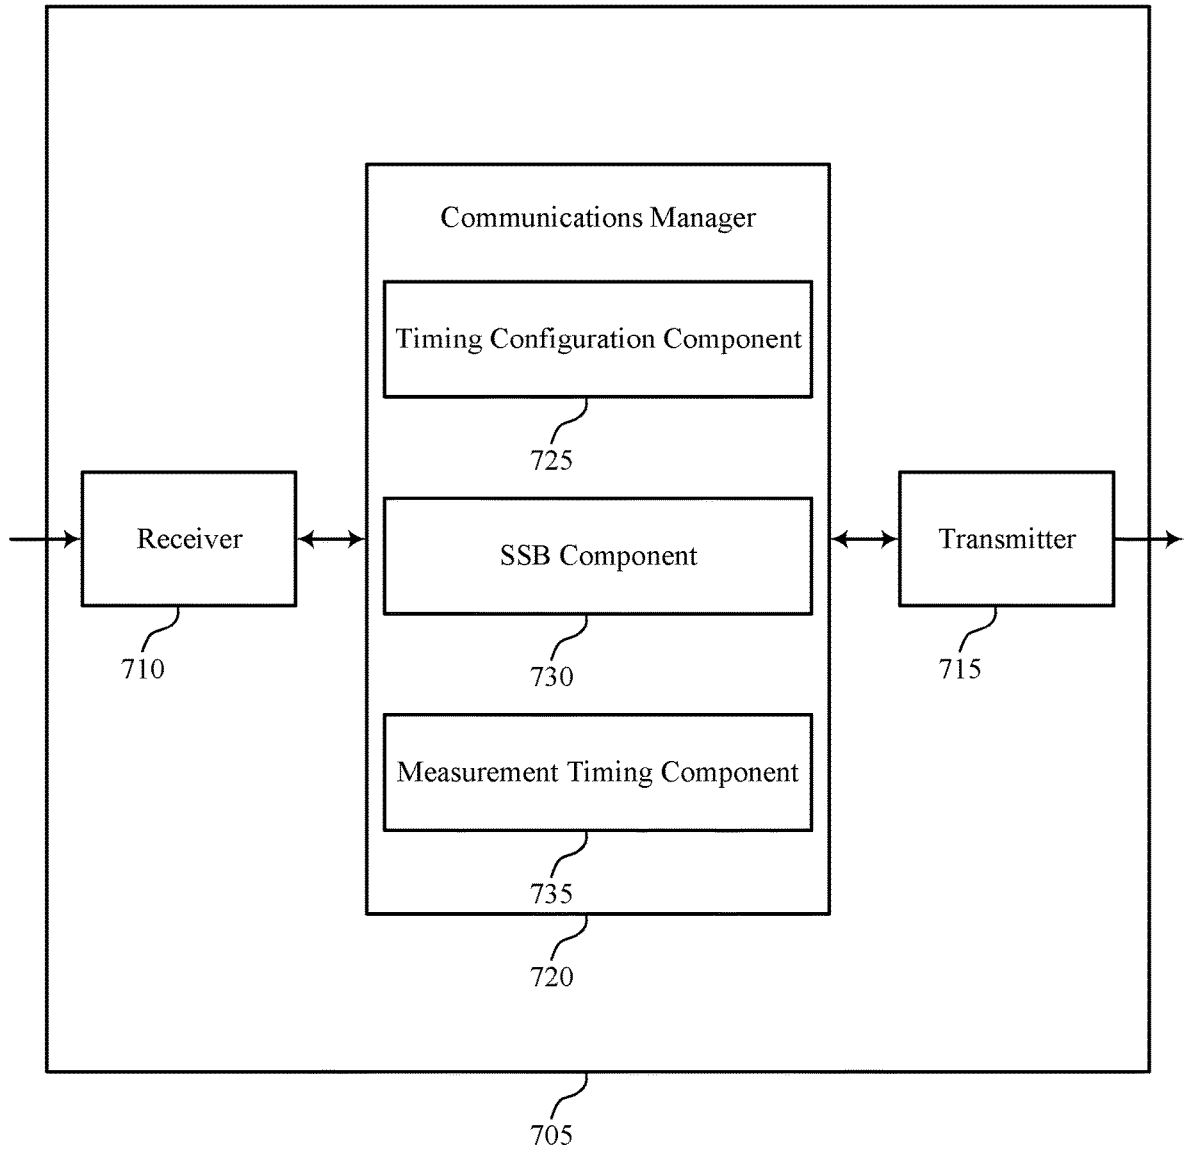 Communications Manager
Timing Configuration Component
725
Receiver
710
SSB Component
730
Transmitter
715
Measurement Timing Component
735
720
705